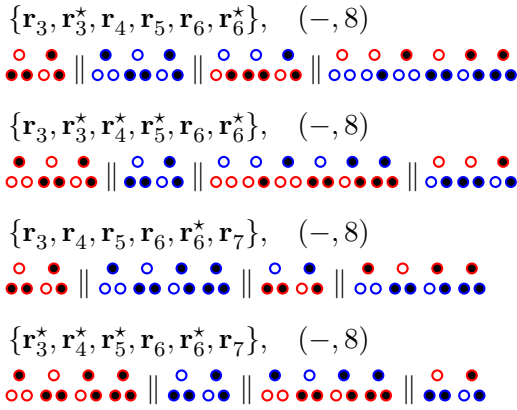 {r₃, r₃⋆, r₄, r₅, r₆, r₆⋆}, (−, 8)
‖ ‖ ‖
{r₃, r₃⋆, r₄⋆, r₅⋆, r₆, r₆⋆}, (−, 8)
‖ ‖ ‖
{r₃, r₄, r₅, r₆, r₆⋆, r₇}, (−, 8)
‖ ‖ ‖
{r₃⋆, r₄⋆, r₅⋆, r₆, r₆⋆, r₇}, (−, 8)
‖ ‖ ‖